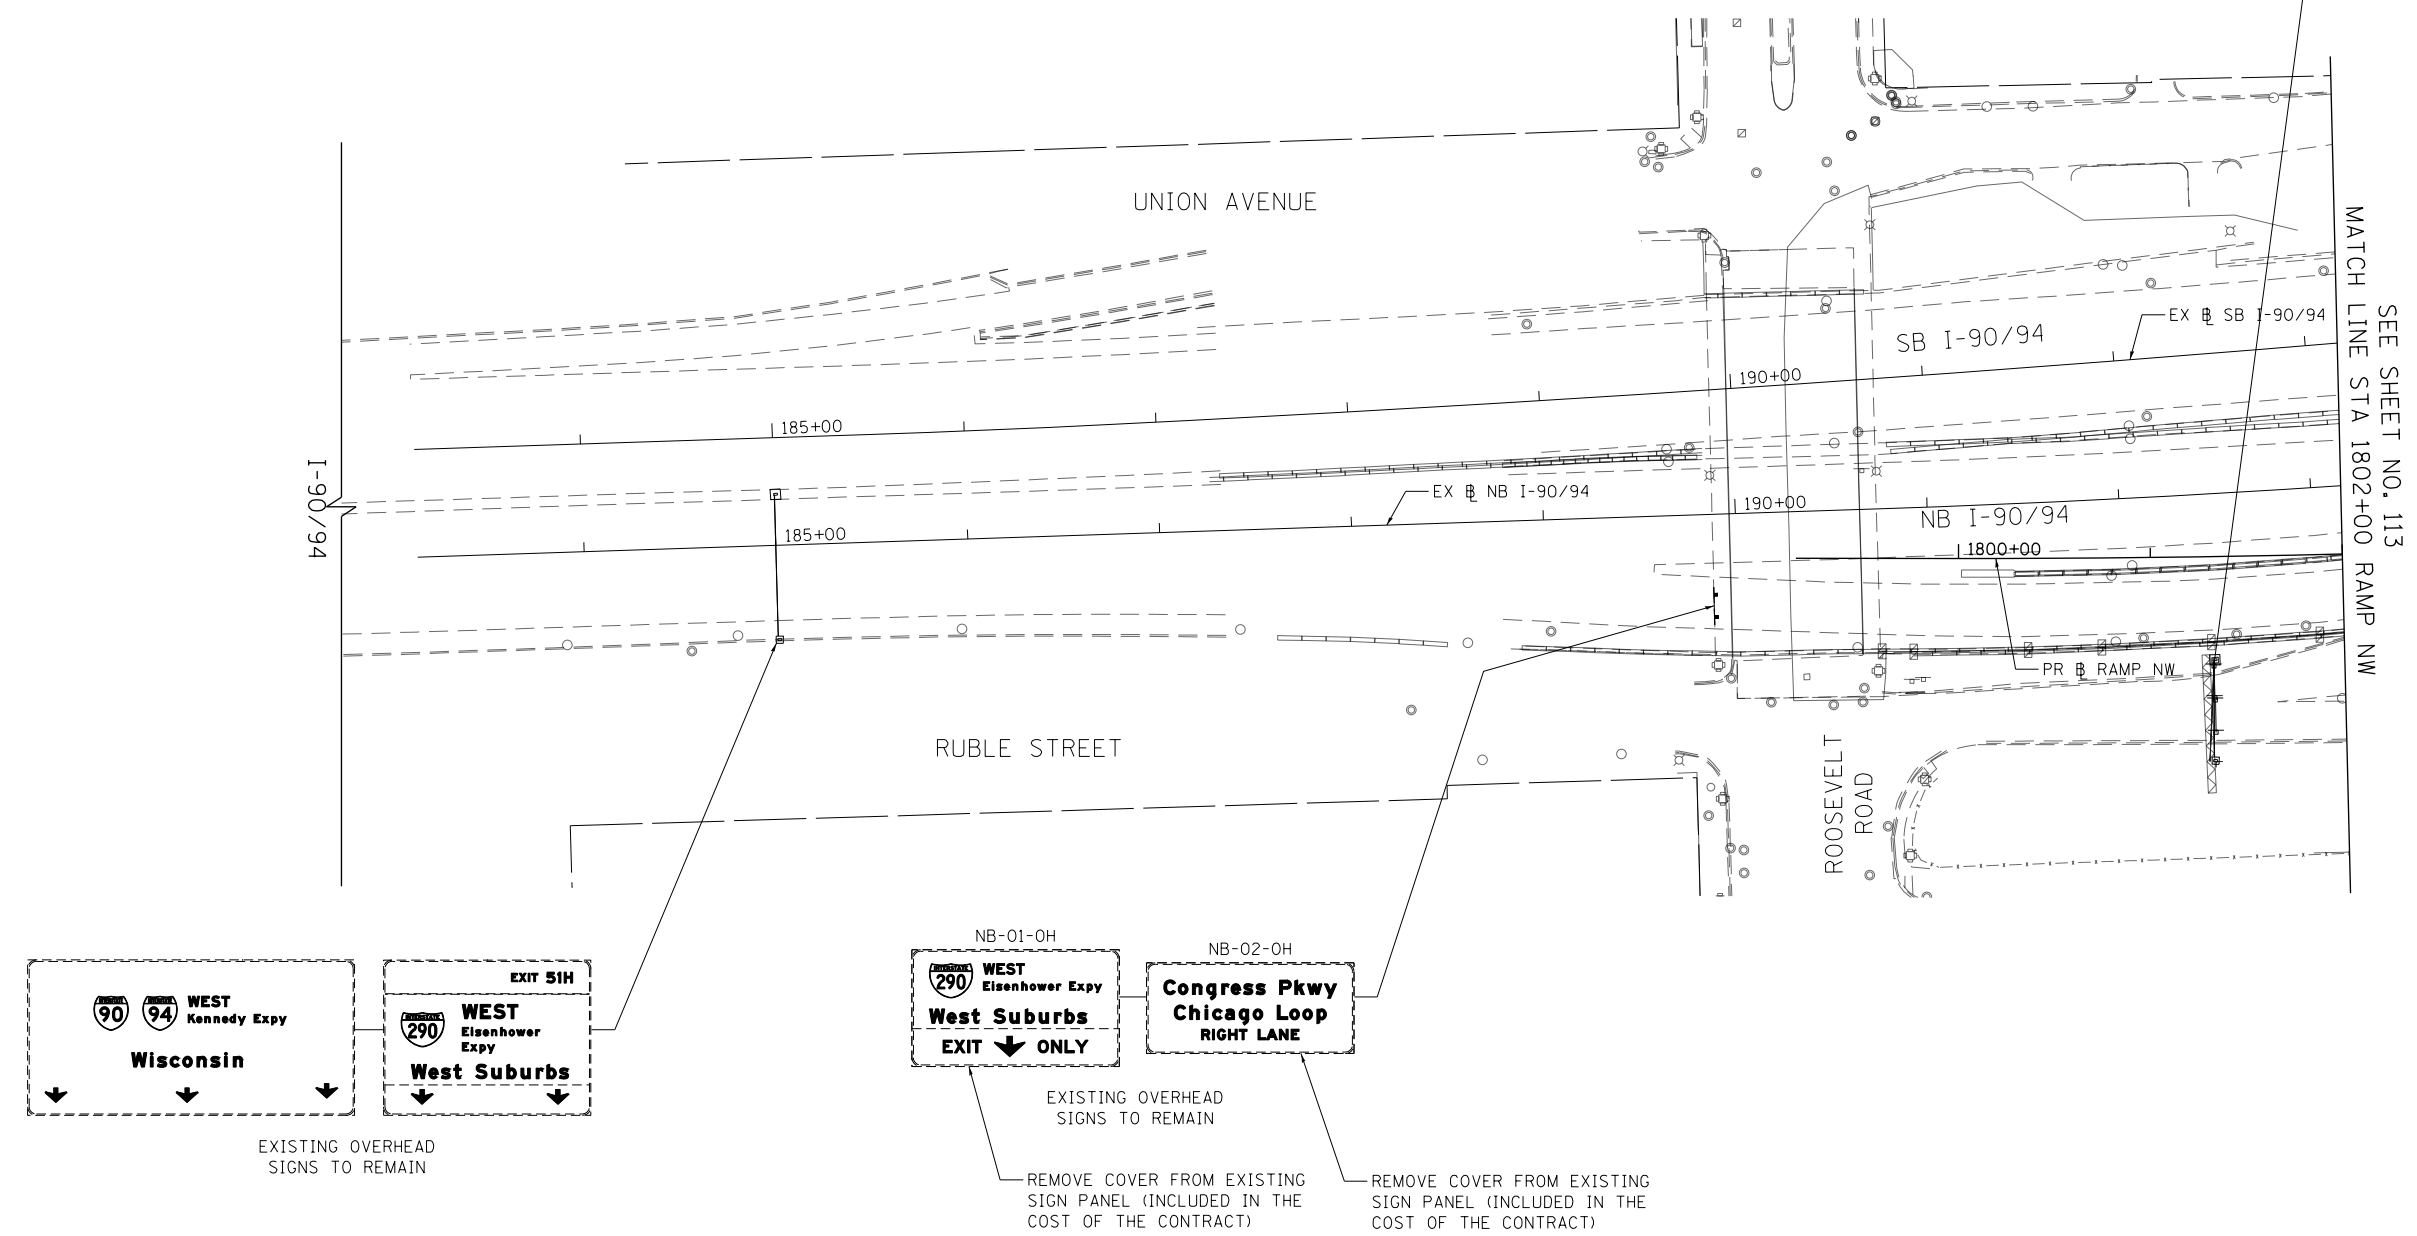 UNION AVENUE
EX BL SB I-90/94
SB I-90/94
190+00
185+00
I-90/94
EX BL NB I-90/94
190+00
NB I-90/94
185+00
1800+00
PR BL RAMP NW
RUBLE STREET
ROOSEVELT
ROAD
SEE SHEET NO. 113
MATCH LINE STA 1802+00 RAMP NW
90
94
WEST
Kennedy Expy
Wisconsin
EXIT 51H
INTERSTATE
290
WEST
Eisenhower
Expy
West Suburbs
EXISTING OVERHEAD
SIGNS TO REMAIN
NB-01-OH
INTERSTATE
290
WEST
Eisenhower Expy
West Suburbs
EXIT ONLY
NB-02-OH
Congress Pkwy
Chicago Loop
RIGHT LANE
EXISTING OVERHEAD
SIGNS TO REMAIN
REMOVE COVER FROM EXISTING
SIGN PANEL (INCLUDED IN THE
COST OF THE CONTRACT)
REMOVE COVER FROM EXISTING
SIGN PANEL (INCLUDED IN THE
COST OF THE CONTRACT)